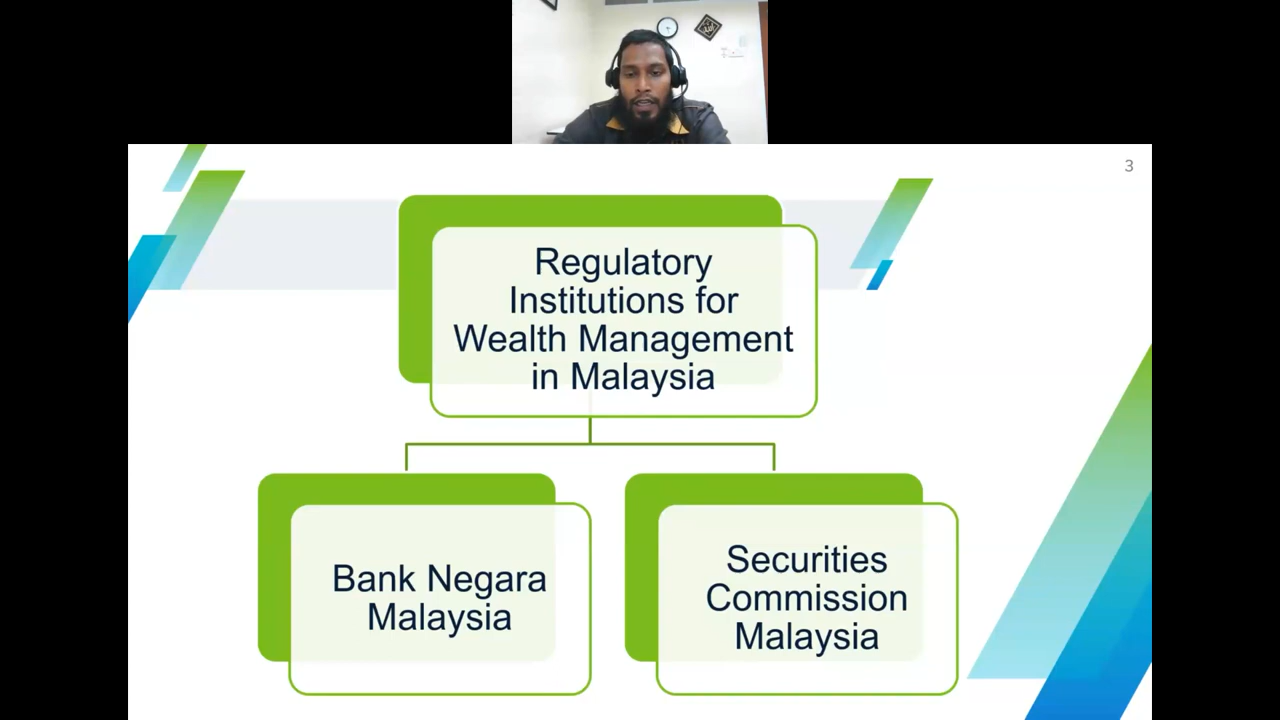 3
Regulatory
Institutions for
Wealth Management
in Malaysia
Bank Negara
Malaysia
Securities
Commission
Malaysia